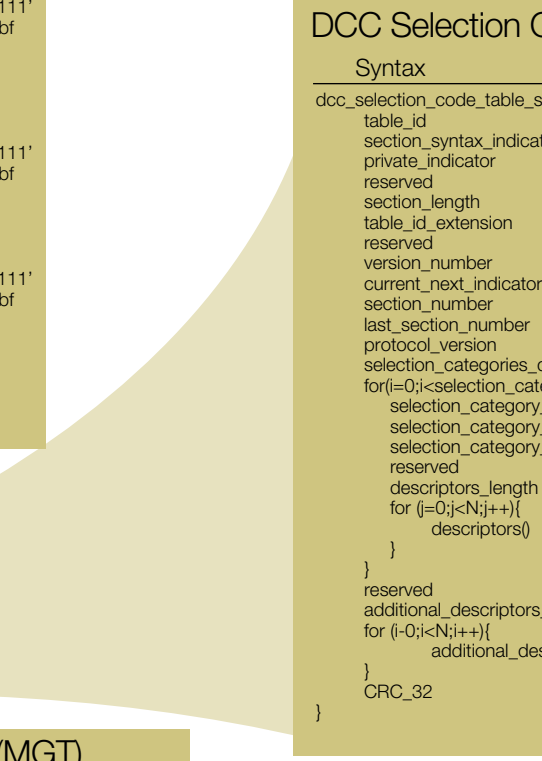 111’
bf
111’
bf
111’
bf
DCC Selection
Syntax
dcc_selection_code_table_s
table_id
section_syntax_indicat
private_indicator
reserved
section_length
table_id_extension
reserved
version_number
current_next_indicator
section_number
last_section_number
protocol_version
selection_categories_c
for(i=0;i<selection_cate
selection_category_
selection_category_
selection_category_
reserved
descriptors_length
for (j=0;j<N;j++){
descriptors()
}
}
reserved
additional_descriptors_
for (i-0;i<N;i++){
additional_des
}
CRC_32
}
(MGT)